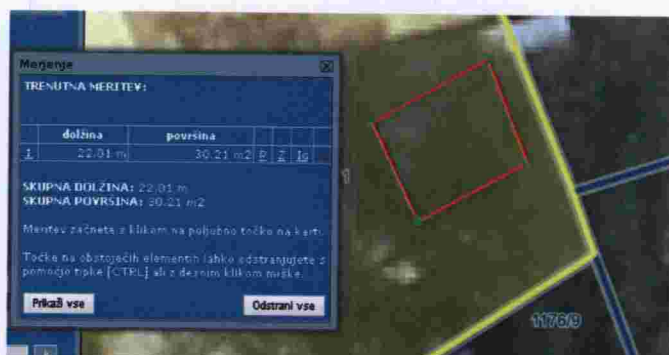 Merjenje
TRENUTNA MERITEV:
dolžina površina
1 22.01 m 30.21 m2 P Z Iq
SKUPNA DOLŽINA: 22.01 m
SKUPNA POVRŠINA: 30.21 m2
Meritev začnete s klikom na poljubno točko na karti.
Točke na obstoječih elementih lahko odstranjujete s
pomočjo tipke [CTRL] ali z desnim klikom miške.
Prikaži vse Odstrani vse
1176/9